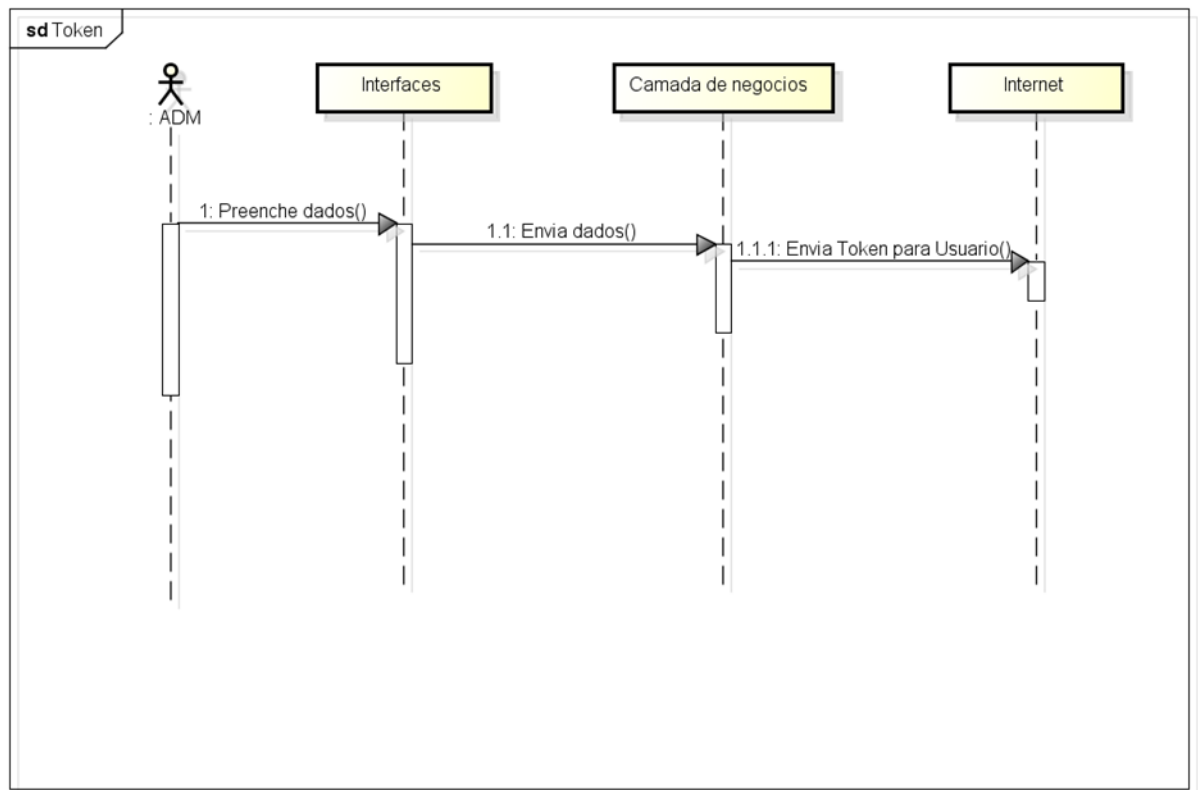 sd Token
: ADM
Interfaces
Camada de negocios
Internet
1: Preenche dados()
1.1: Envia dados()
1.1.1: Envia Token para Usuario()